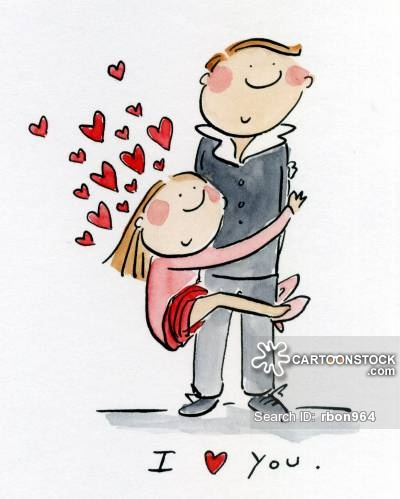 CARTOONSTOCK
.com
Search ID: rbon964
I ♥ YOU.